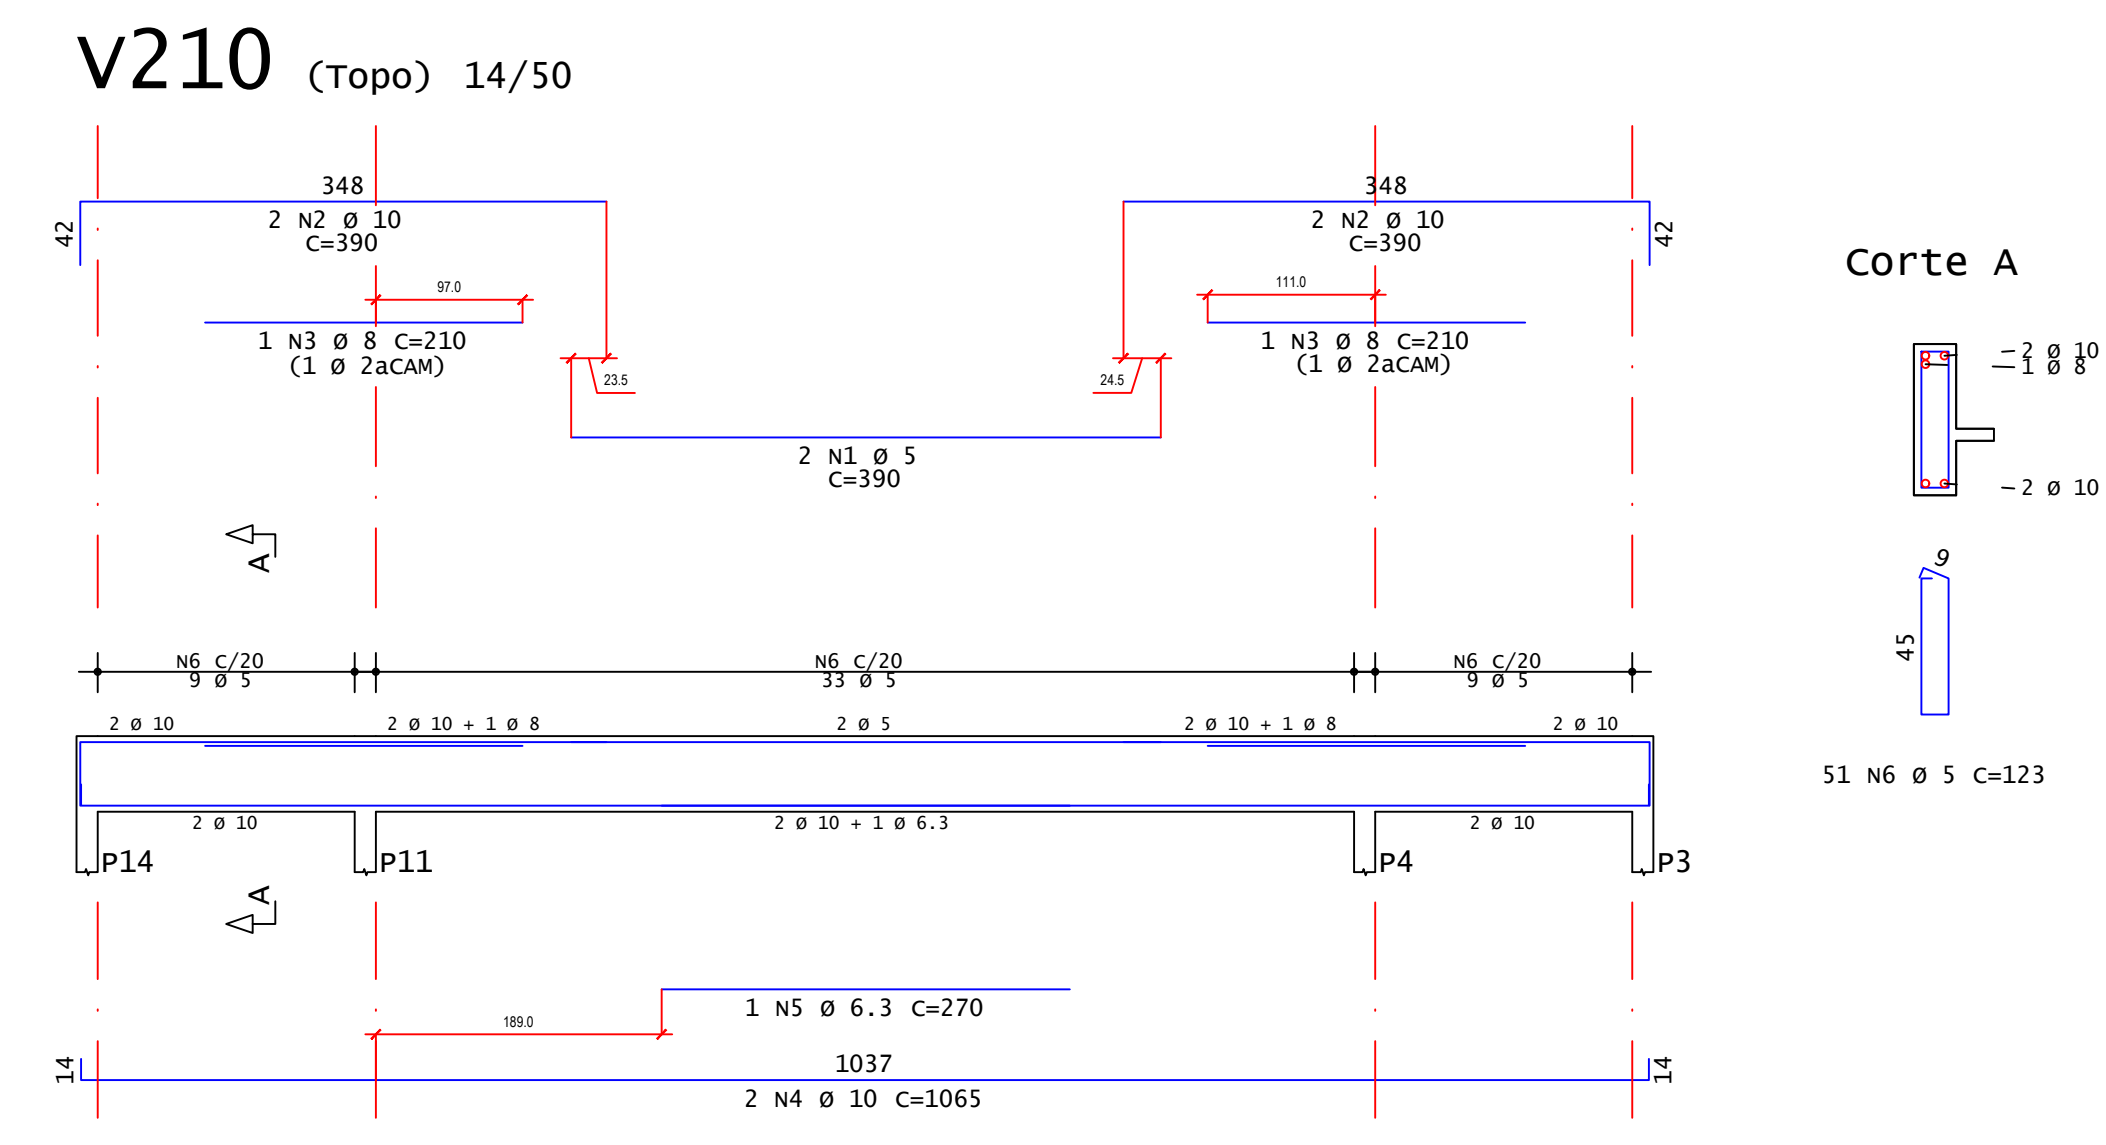 V210 (Topo) 14/50
348
348
42
2 N2 Ø 10
C=390
2 N2 Ø 10
C=390
42
Corte A
97.0
111.0
1 N3 Ø 8 C=210
(1 Ø 2aCAM)
1 N3 Ø 8 C=210
(1 Ø 2aCAM)
2 Ø 10
1 Ø 8
23.5
24.5
2 N1 Ø 5
C=390
2 Ø 10
A
9
45
N6 C/20
9 Ø 5
N6 C/20
33 Ø 5
N6 C/20
9 Ø 5
2 Ø 10
2 Ø 10 + 1 Ø 8
2 Ø 5
2 Ø 10 + 1 Ø 8
2 Ø 10
51 N6 Ø 5 C=123
2 Ø 10
2 Ø 10 + 1 Ø 6.3
2 Ø 10
P14
P11
P4
P3
A
1 N5 Ø 6.3 C=270
189.0
14
1037
14
2 N4 Ø 10 C=1065